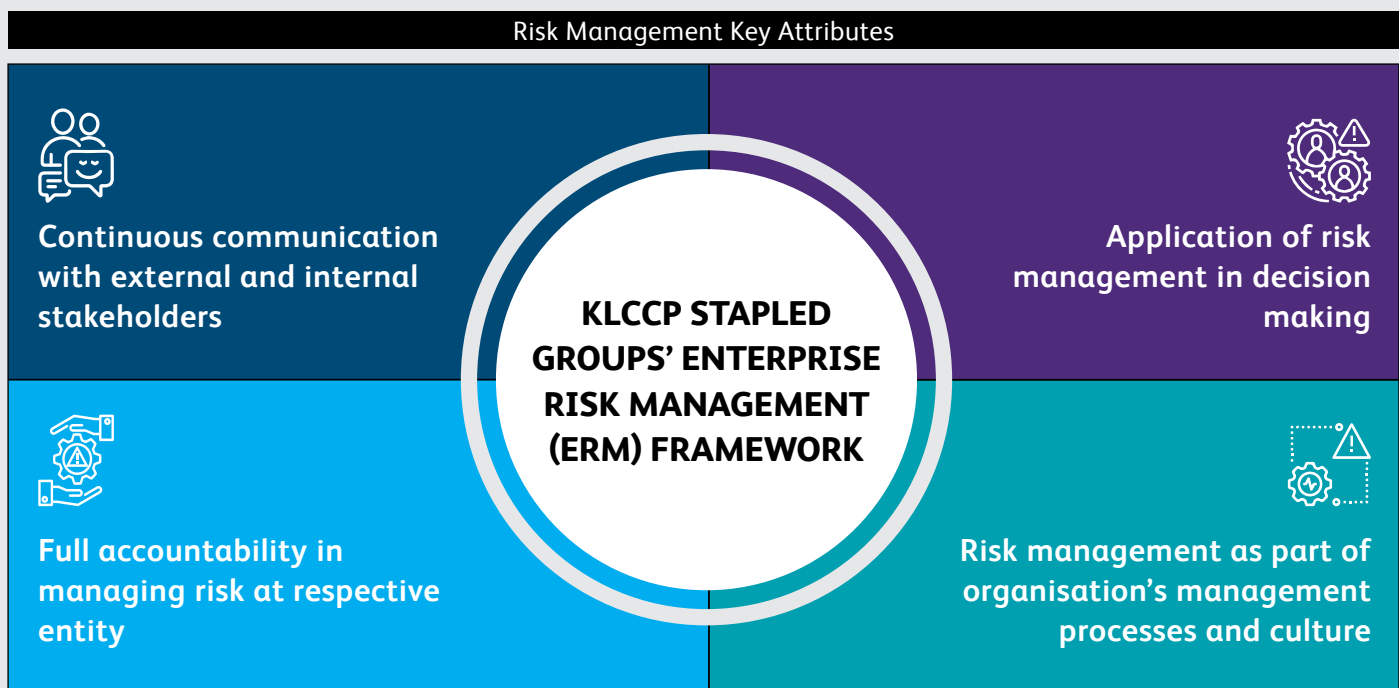 Risk Management Key Attributes
Continuous communication
with external and internal
stakeholders
Application of risk
management in decision
making
KLCCP STAPLED
GROUPS’ ENTERPRISE
RISK MANAGEMENT
(ERM) FRAMEWORK
Full accountability in
managing risk at respective
entity
Risk management as part of
organisation’s management
processes and culture